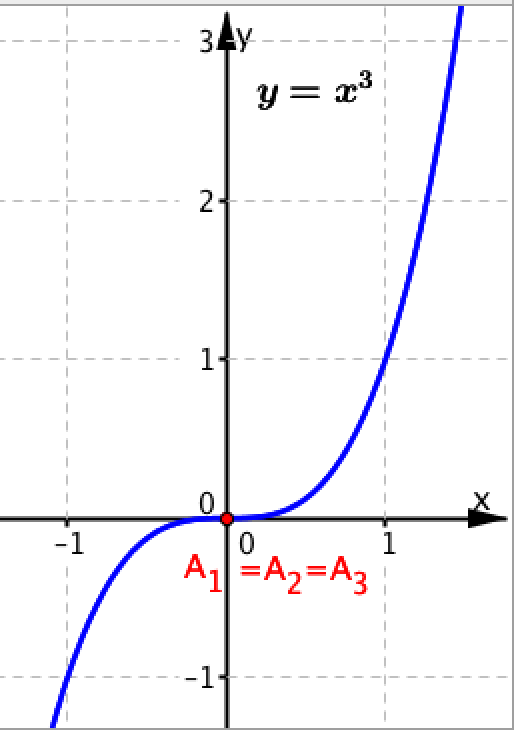 3 y
y = x³
2
1
0 x
-1 0 1
A₁ =A₂=A₃
-1